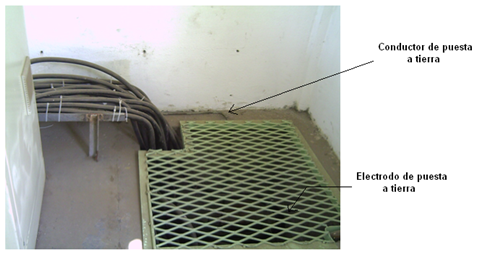 Conductor de puesta
a tierra
Electrodo de puesta
a tierra